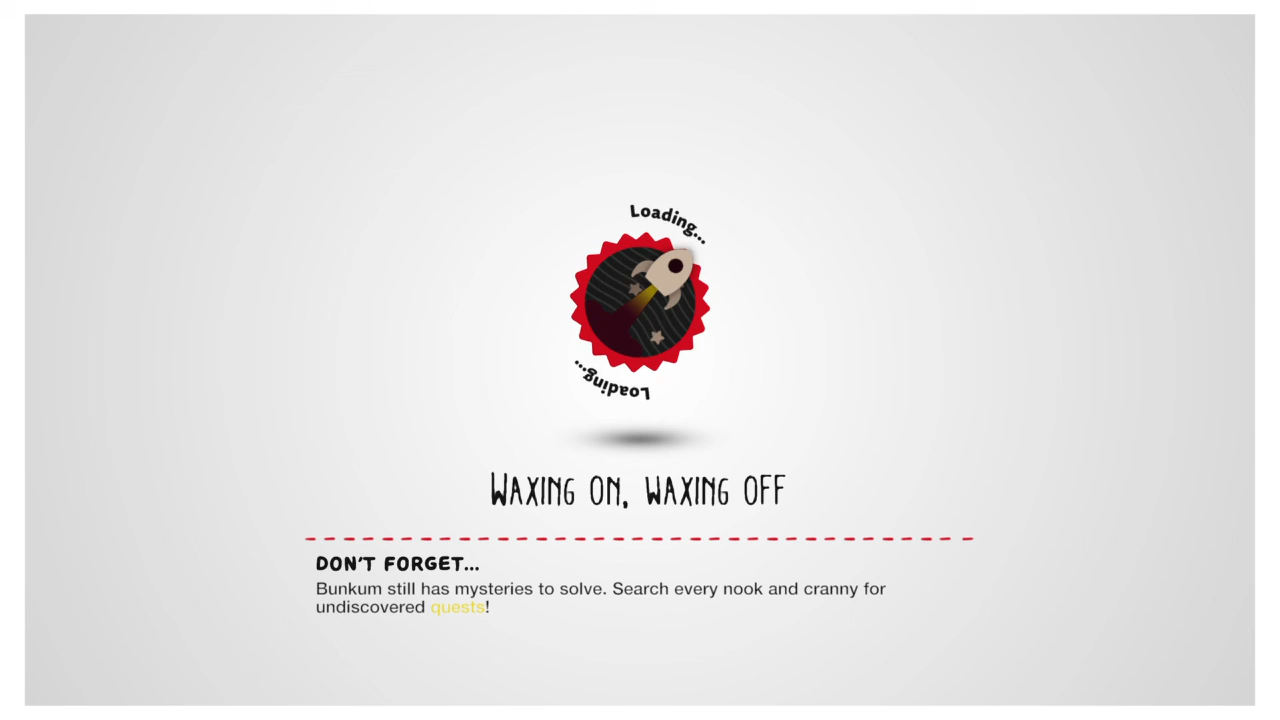 Loading...
Loading...
Waxing on, waxing off
DON'T FORGET...
Bunkum still has mysteries to solve. Search every nook and cranny for
undiscovered quests!